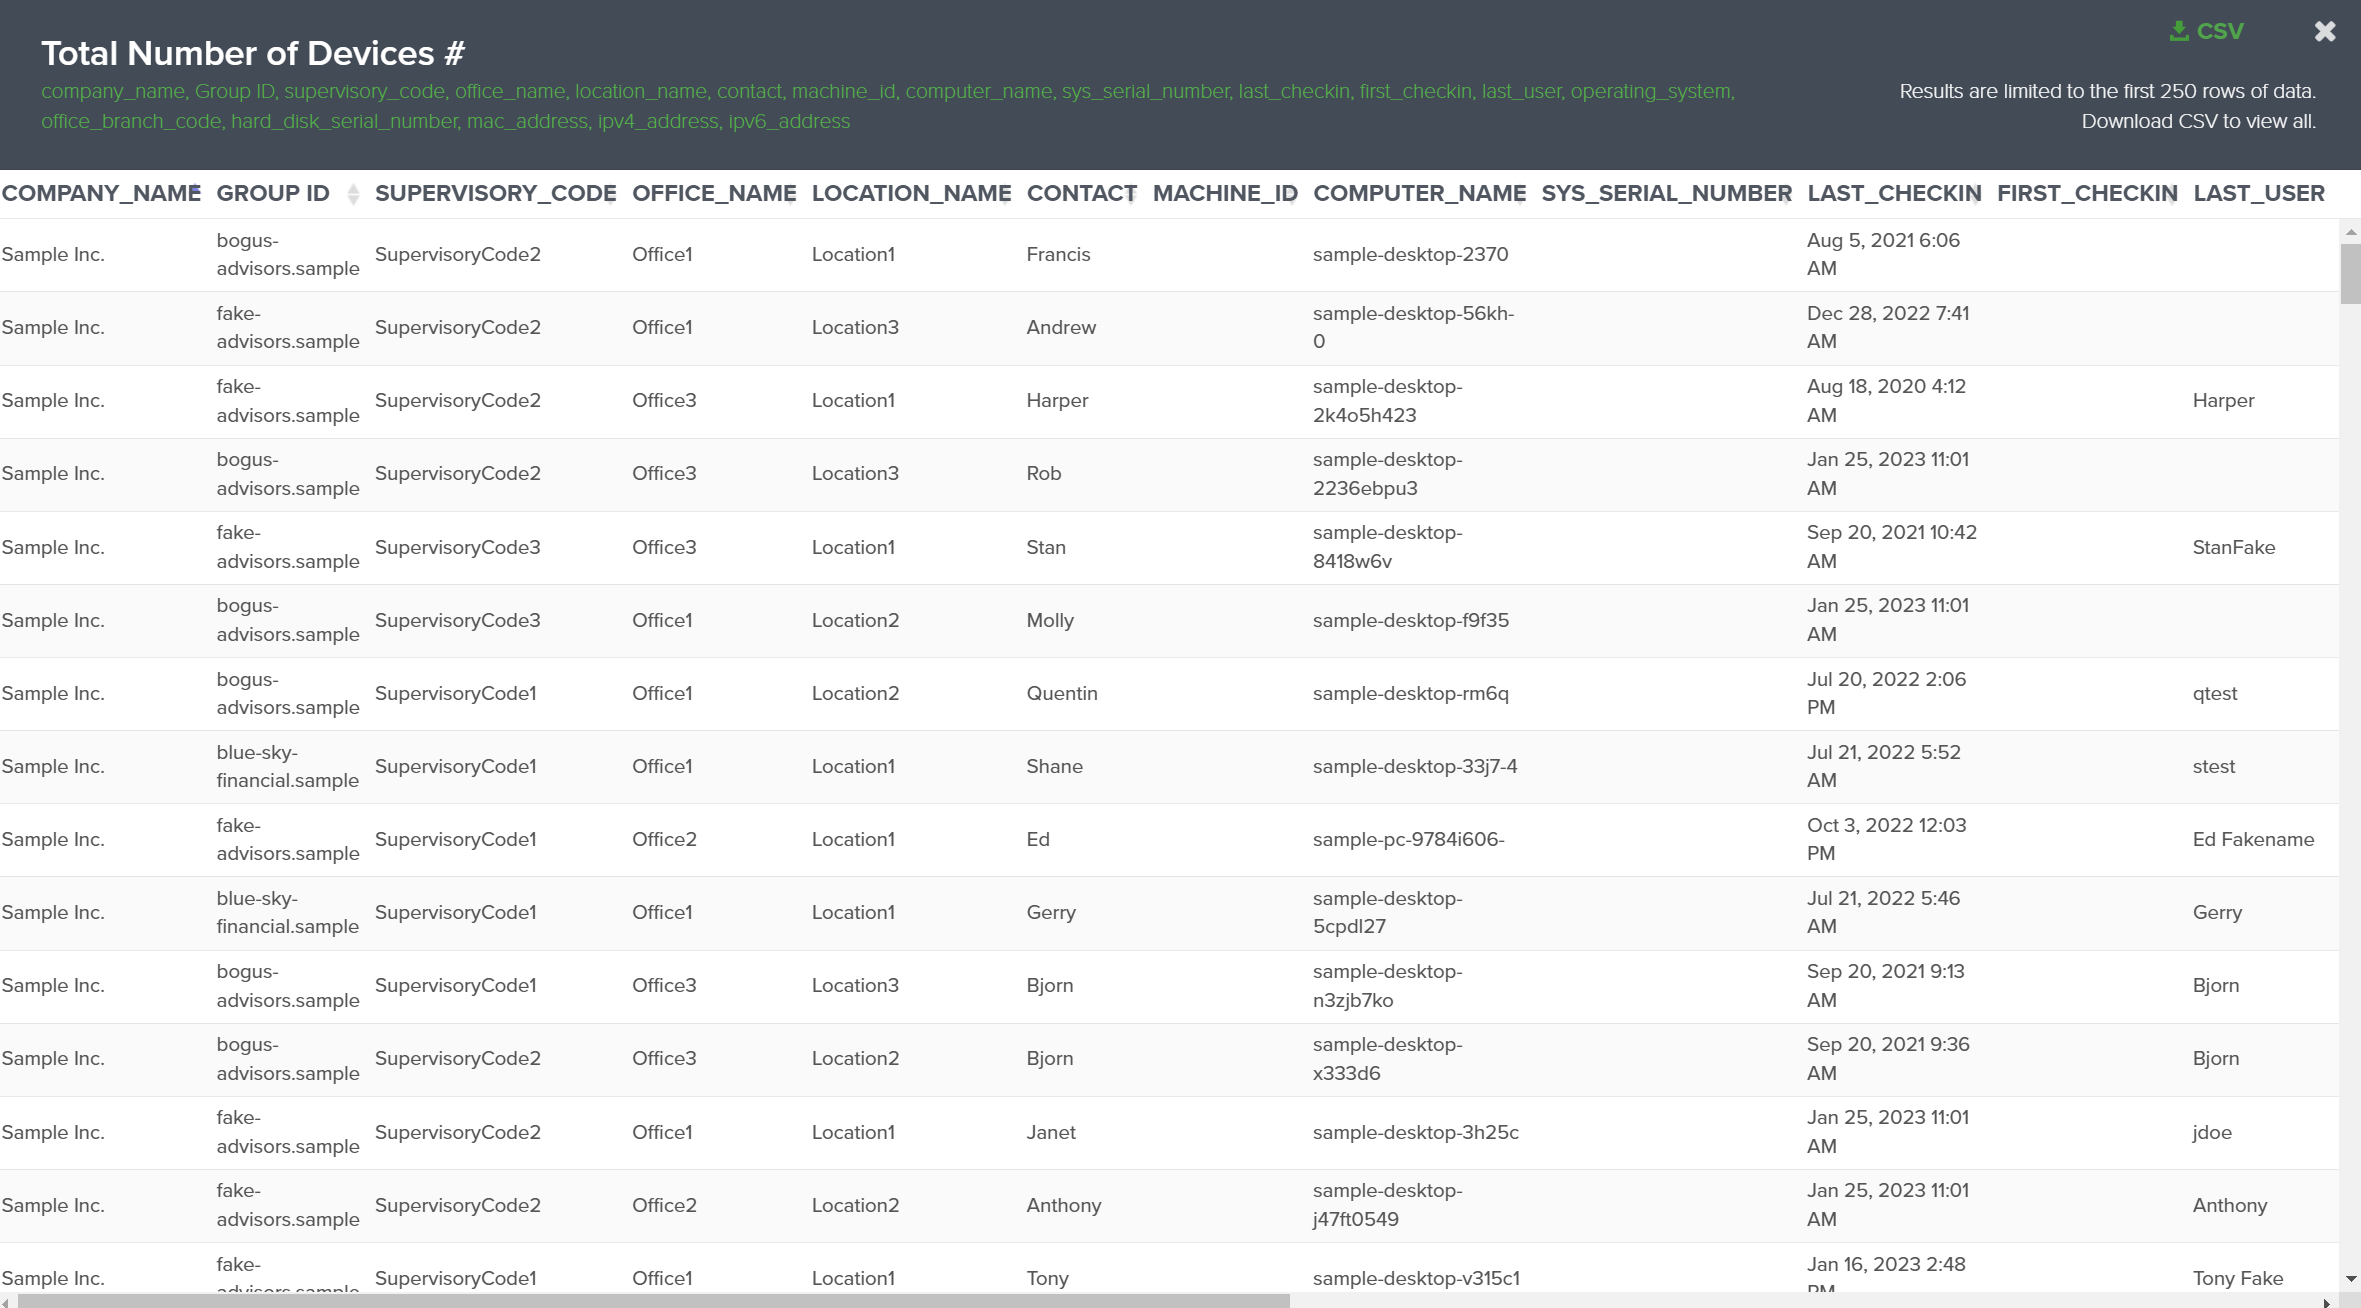 CSV
Total Number of Devices #
company_name, Group ID, supervisory_code, office_name, location_name, contact, machine_id, computer_name, sys_serial_number, last_checkin, first_checkin, last_user, operating_system,
office_branch_code, hard_disk_serial_number, mac_address, ipv4_address, ipv6_address
Results are limited to the first 250 rows of data.
Download CSV to view all.
COMPANY_NAME GROUP ID SUPERVISORY_CODE OFFICE_NAME LOCATION_NAME CONTACT MACHINE_ID COMPUTER_NAME SYS_SERIAL_NUMBER LAST_CHECKIN FIRST_CHECKIN LAST_USER
bogus- Aug 5, 2021 6:06
Sample Inc. SupervisoryCode2 Office1 Location1 Francis sample-desktop-2370
advisors.sample AM
fake- sample-desktop-56kh- Dec 28, 2022 7:41
Sample Inc. SupervisoryCode2 Office1 Location3 Andrew
advisors.sample 0 AM
fake- sample-desktop- Aug 18, 2020 4:12
Sample Inc. SupervisoryCode2 Office3 Location1 Harper Harper
advisors.sample 2k4o5h423 AM
bogus- sample-desktop- Jan 25, 2023 11:01
Sample Inc. SupervisoryCode2 Office3 Location3 Rob
advisors.sample 2236ebpu3 AM
fake- sample-desktop- Sep 20, 2021 10:42
Sample Inc. SupervisoryCode3 Office3 Location1 Stan StanFake
advisors.sample 8418w6v AM
bogus- Jan 25, 2023 11:01
Sample Inc. SupervisoryCode3 Office1 Location2 Molly sample-desktop-f9f35
advisors.sample AM
bogus- Jul 20, 2022 2:06
Sample Inc. SupervisoryCode1 Office1 Location2 Quentin sample-desktop-rm6q qtest
advisors.sample PM
blue-sky- Jul 21, 2022 5:52
Sample Inc. SupervisoryCode1 Office1 Location1 Shane sample-desktop-33j7-4 stest
financial.sample AM
fake- Oct 3, 2022 12:03
Sample Inc. SupervisoryCode1 Office2 Location1 Ed sample-pc-9784i606- Ed Fakename
advisors.sample PM
blue-sky- sample-desktop- Jul 21, 2022 5:46
Sample Inc. SupervisoryCode1 Office1 Location1 Gerry Gerry
financial.sample 5cpdl27 AM
bogus- sample-desktop- Sep 20, 2021 9:13
Sample Inc. SupervisoryCode1 Office3 Location3 Bjorn Bjorn
advisors.sample n3zjb7ko AM
bogus- sample-desktop- Sep 20, 2021 9:36
Sample Inc. SupervisoryCode2 Office3 Location2 Bjorn Bjorn
advisors.sample x333d6 AM
fake- Jan 25, 2023 11:01
Sample Inc. SupervisoryCode2 Office1 Location1 Janet sample-desktop-3h25c jdoe
advisors.sample AM
fake- sample-desktop- Jan 25, 2023 11:01
Sample Inc. SupervisoryCode2 Office2 Location2 Anthony Anthony
advisors.sample j47ft0549 AM
fake- Jan 16, 2023 2:48
Sample Inc. SupervisoryCode1 Office1 Location1 Tony sample-desktop-v315c1 Tony Fake
advisors.sample PM